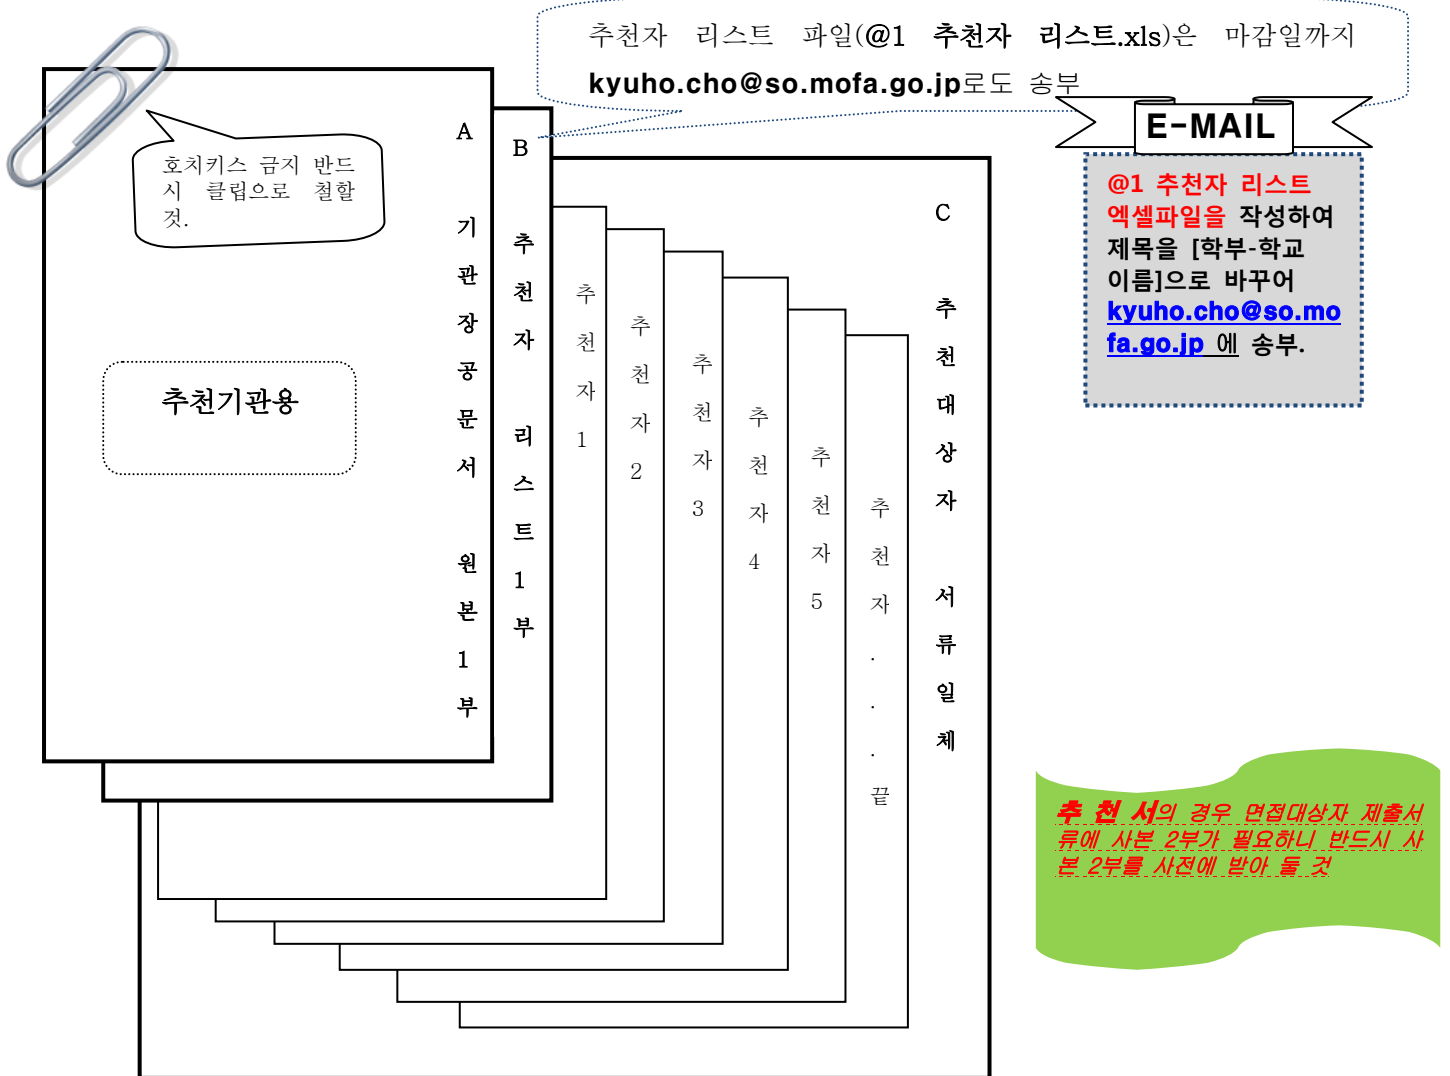 추천자 리스트 파일(@1 추천자 리스트.xls)은 마감일까지
kyuho.cho@so.mofa.go.jp로도 송부
E-MAIL
@1 추천자 리스트
엑셀파일을 작성하여
제목을 [학부-학교
이름]으로 바꾸어
kyuho.cho@so.mo
fa.go.jp 에 송부.
호치키스 금지 반드
시 클립으로 철할
것.
추천기관용
A 기관장공문서 원본1부
B 추천자 리스트1부
추천자1
추천자2
추천자3
추천자4
추천자5
추천자...끝
C 추천대상자 서류일체
추 천 서의 경우 면접대상자 제출서
류에 사본 2부가 필요하니 반드시 사
본 2부를 사전에 받아 둘 것